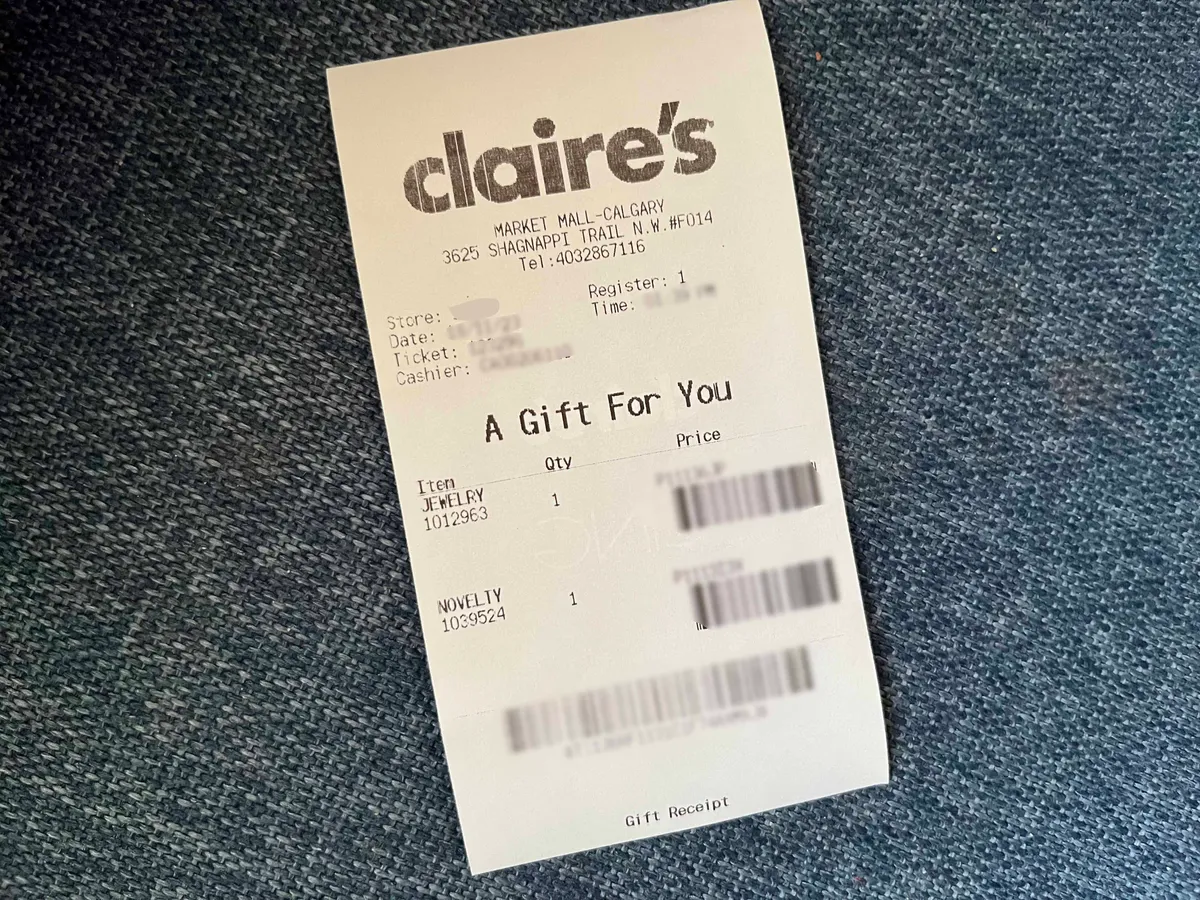 claire's
MARKET MALL-CALGARY
3625 SHAGNAPPI TRAIL N.W.#F014
Tel:4032867116
Register: 1
Time:
Store:
Date:
Ticket:
Cashier:
A Gift For You
Item Qty Price
JEWELRY 1
1012963
NOVELTY 1
1039524
Gift Receipt